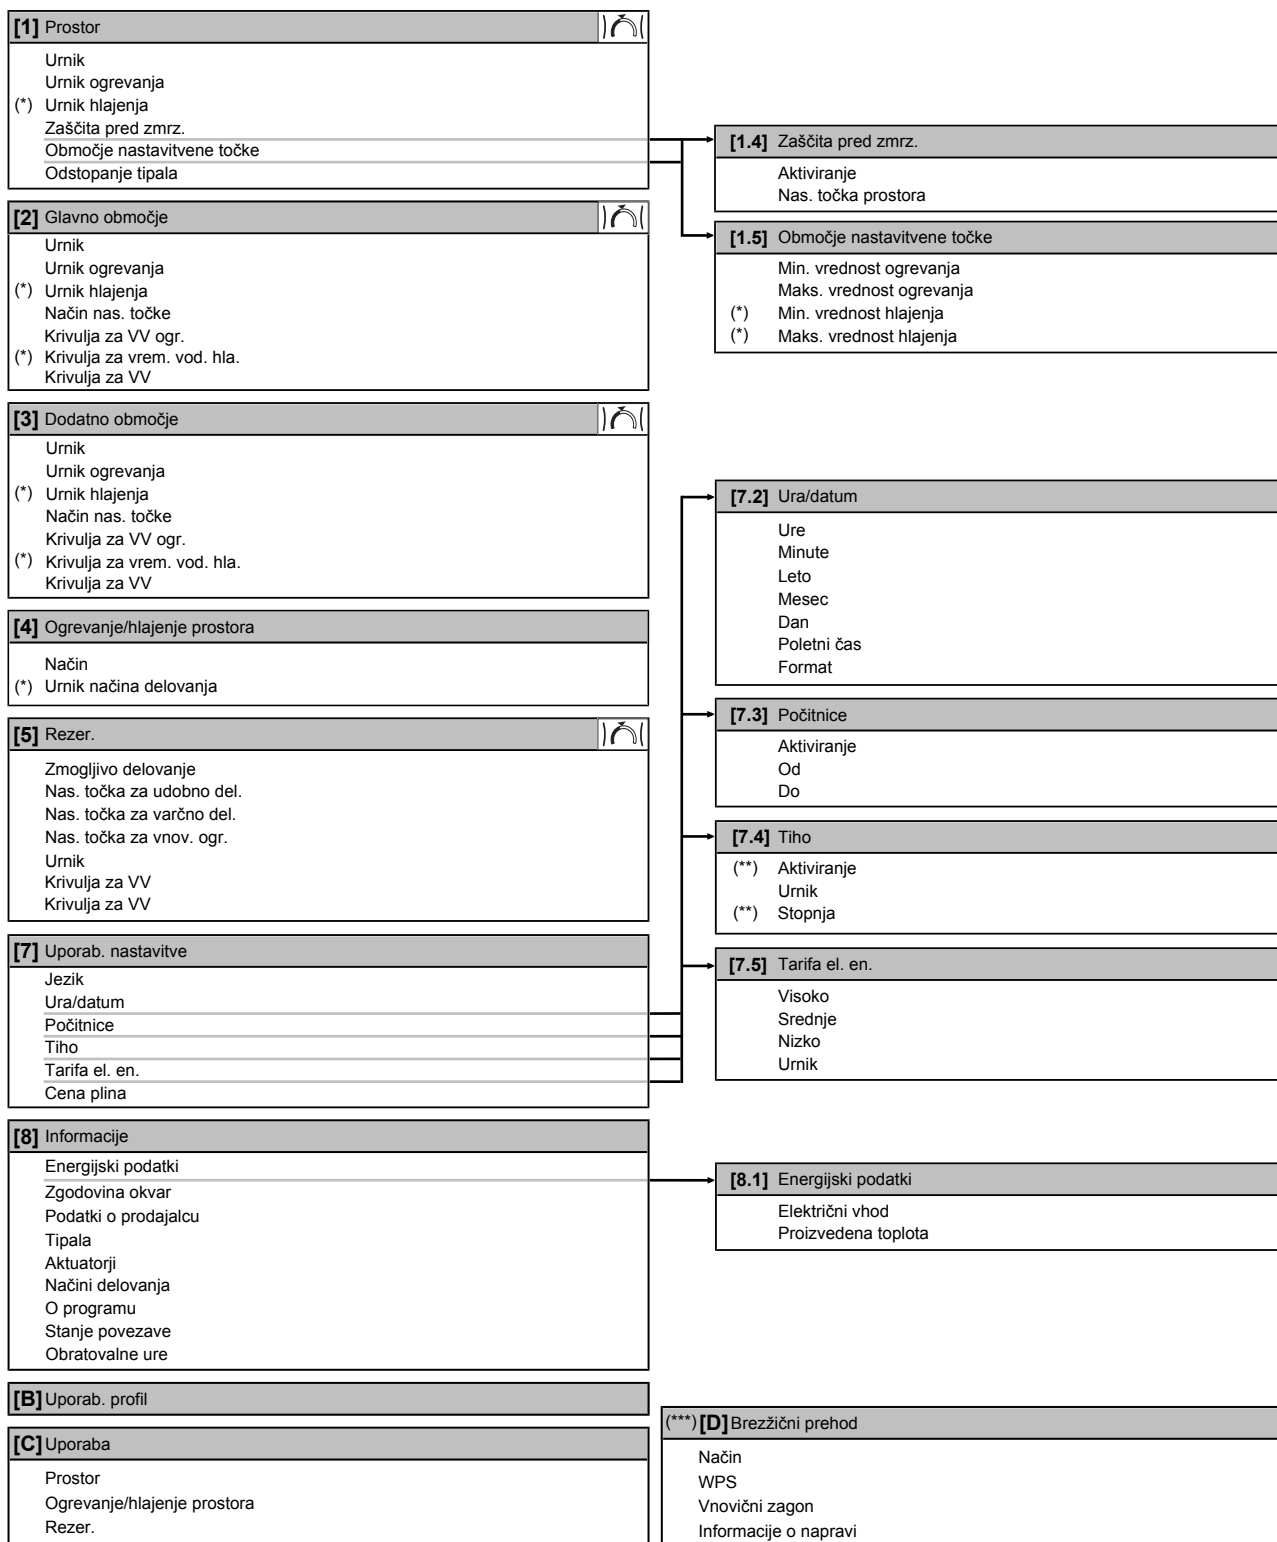 [1] Prostor
Urnik
Urnik ogrevanja
(*) Urnik hlajenja
Zaščita pred zmrz.
Območje nastavitvene točke
Odstopanje tipala
[1.4] Zaščita pred zmrz.
Aktiviranje
Nas. točka prostora
[2] Glavno območje
Urnik
Urnik ogrevanja
(*) Urnik hlajenja
Način nas. točke
Krivulja za VV ogr.
(*) Krivulja za vrem. vod. hla.
Krivulja za VV
[1.5] Območje nastavitvene točke
Min. vrednost ogrevanja
Maks. vrednost ogrevanja
(*) Min. vrednost hlajenja
(*) Maks. vrednost hlajenja
[3] Dodatno območje
Urnik
Urnik ogrevanja
(*) Urnik hlajenja
Način nas. točke
Krivulja za VV ogr.
(*) Krivulja za vrem. vod. hla.
Krivulja za VV
[4] Ogrevanje/hlajenje prostora
Način
(*) Urnik načina delovanja
[5] Rezer.
Zmogljivo delovanje
Nas. točka za udobno del.
Nas. točka za varčno del.
Nas. točka za vnov. ogr.
Urnik
Krivulja za VV
Krivulja za VV
[7] Uporab. nastavitve
Jezik
Ura/datum
Počitnice
Tiho
Tarifa el. en.
Cena plina
[7.2] Ura/datum
Ure
Minute
Leto
Mesec
Dan
Poletni čas
Format
[7.3] Počitnice
Aktiviranje
Od
Do
[7.4] Tiho
(**) Aktiviranje
Urnik
(**) Stopnja
[7.5] Tarifa el. en.
Visoko
Srednje
Nizko
Urnik
[8] Informacije
Energijski podatki
Zgodovina okvar
Podatki o prodajalcu
Tipala
Aktuatorji
Načini delovanja
O programu
Stanje povezave
Obratovalne ure
[8.1] Energijski podatki
Električni vhod
Proizvedena toplota
[B] Uporab. profil
[C] Uporaba
Prostor
Ogrevanje/hlajenje prostora
Rezer.
(***) [D] Brezžični prehod
Način
WPS
Vnovični zagon
Informacije o napravi